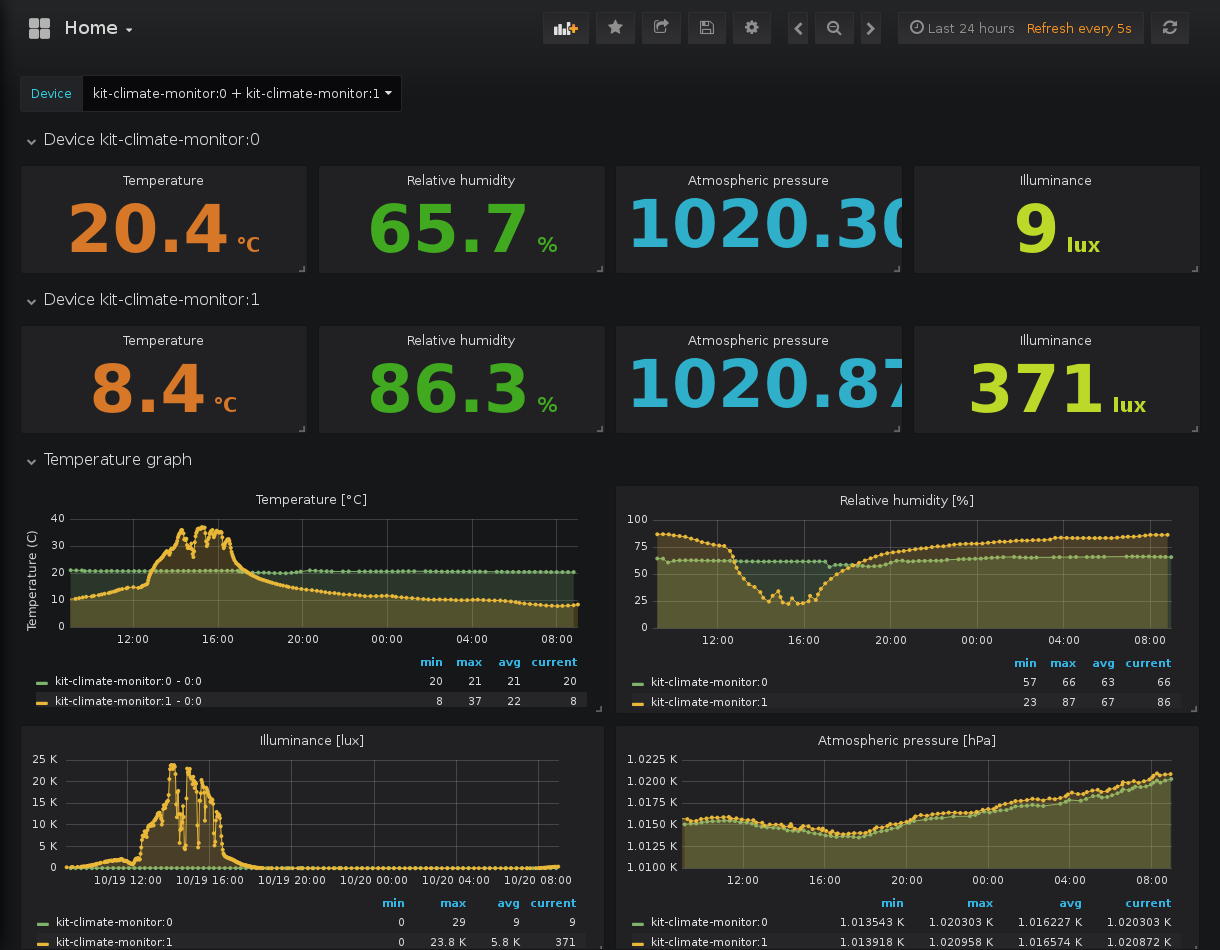 Home
Last 24 hours Refresh every 5s
Device kit-climate-monitor:0 + kit-climate-monitor:1
Device kit-climate-monitor:0
Temperature Relative humidity Atmospheric pressure Illuminance
20.4 °C 65.7 % 1020.30 9 lux
Device kit-climate-monitor:1
Temperature Relative humidity Atmospheric pressure Illuminance
8.4 °C 86.3 % 1020.87 371 lux
Temperature graph
Temperature [°C]
Temperature (C)
40
30
20
10
0
12:00 16:00 20:00 00:00 04:00 08:00
min max avg current
kit-climate-monitor:0 - 0:0 20 21 21 20
kit-climate-monitor:1 - 0:0 8 37 22 8
Relative humidity [%]
100
75
50
25
0
12:00 16:00 20:00 00:00 04:00 08:00
min max avg current
kit-climate-monitor:0 57 66 63 66
kit-climate-monitor:1 23 87 67 86
Illuminance [lux]
25 K
20 K
15 K
10 K
5 K
0
10/19 12:00 10/19 16:00 10/19 20:00 10/20 00:00 10/20 04:00 10/20 08:00
min max avg current
kit-climate-monitor:0 0 29 9 9
kit-climate-monitor:1 0 23.8 K 5.8 K 371
Atmospheric pressure [hPa]
1.0225 K
1.0200 K
1.0175 K
1.0150 K
1.0125 K
1.0100 K
12:00 16:00 20:00 00:00 04:00 08:00
min max avg current
kit-climate-monitor:0 1.013543 K 1.020303 K 1.016227 K 1.020303 K
kit-climate-monitor:1 1.013918 K 1.020958 K 1.016574 K 1.020872 K